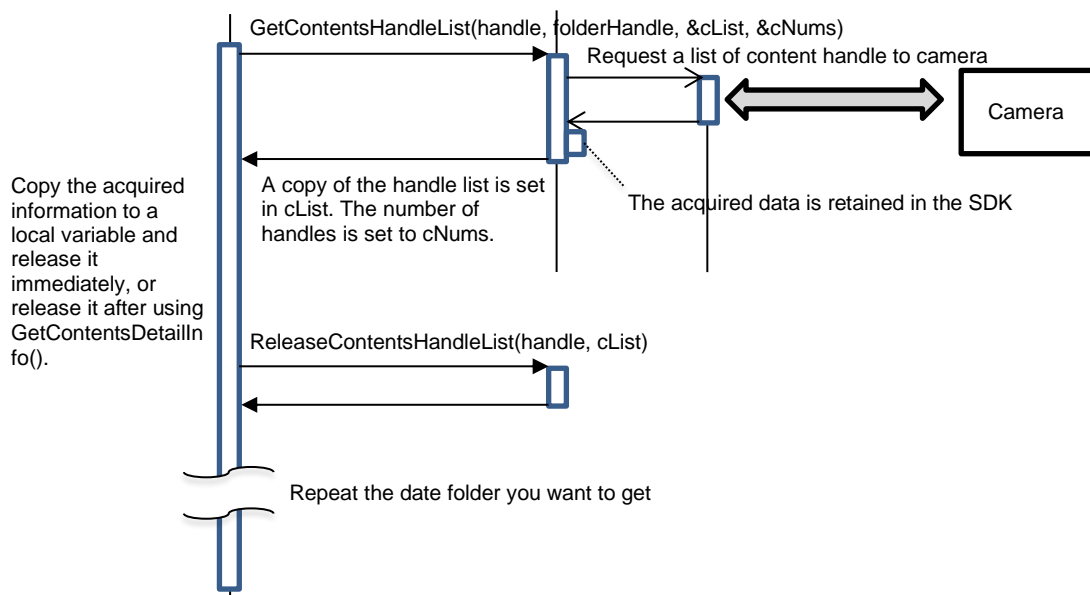 GetContentsHandleList(handle, folderHandle, &cList, &cNums)
Request a list of content handle to camera
Camera
Copy the acquired
information to a
local variable and
release it
immediately, or
release it after using
GetContentsDetailIn
fo().
A copy of the handle list is set
in cList. The number of
handles is set to cNums.
The acquired data is retained in the SDK
ReleaseContentsHandleList(handle, cList)
Repeat the date folder you want to get